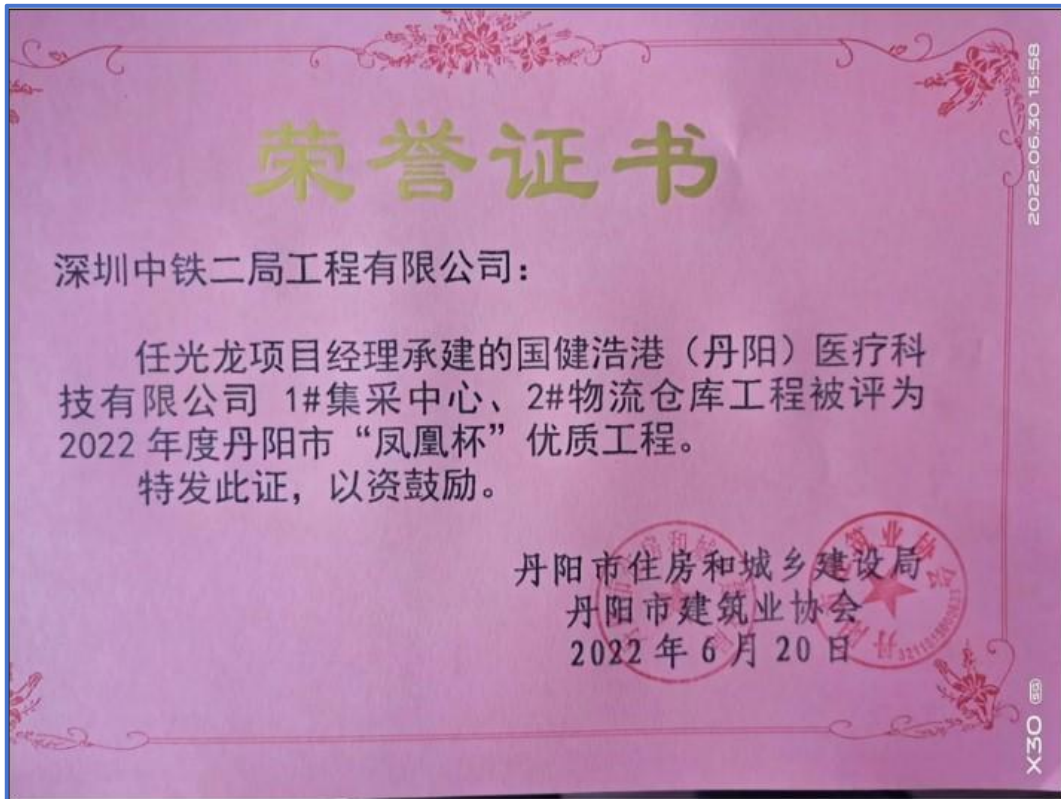 荣誉证书
深圳中铁二局工程有限公司：
任光龙项目经理承建的国健浩港（丹阳）医疗科
技有限公司 1#集采中心、2#物流仓库工程被评为
2022 年度丹阳市“凤凰杯”优质工程。
特发此证，以资鼓励。
丹阳市住房和城乡建设局
丹阳市建筑业协会
2022 年 6 月 20 日
2022.06.30 15:58
X30 5G